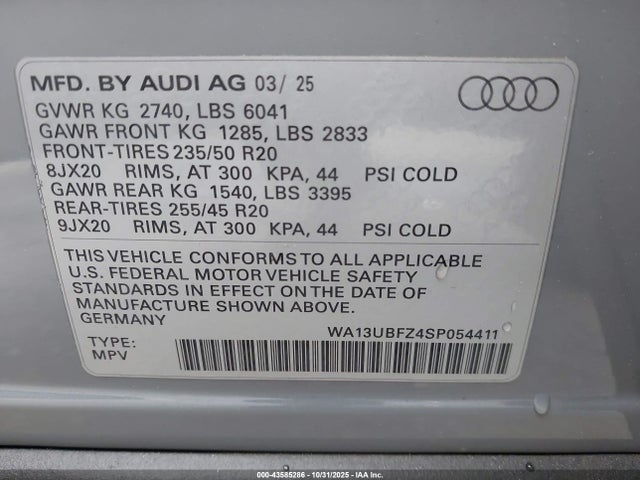 MFD. BY AUDI AG 03/ 25
GVWR KG 2740, LBS 6041
GAWR FRONT KG 1285, LBS 2833
FRONT-TIRES 235/50 R20
8JX20 RIMS, AT 300 KPA, 44 PSI COLD
GAWR REAR KG 1540, LBS 3395
REAR-TIRES 255/45 R20
9JX20 RIMS, AT 300 KPA, 44 PSI COLD
THIS VEHICLE CONFORMS TO ALL APPLICABLE
U.S. FEDERAL MOTOR VEHICLE SAFETY
STANDARDS IN EFFECT ON THE DATE OF
MANUFACTURE SHOWN ABOVE.
GERMANY
WA13UBFZ4SP054411
TYPE:
MPV
000-43585286 - 10/31/2025 - IAA Inc.